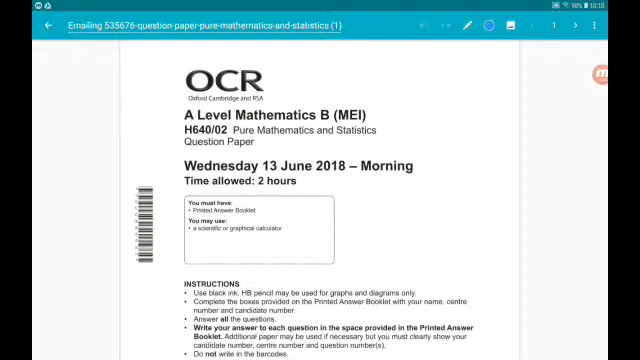 10:10
98%
Emailing 535676-question-paper-pure-mathematics-and-statistics (1)
1
OCR
Oxford Cambridge and RSA
A Level Mathematics B (MEI)
H640/02 Pure Mathematics and Statistics
Question Paper
Wednesday 13 June 2018 – Morning
Time allowed: 2 hours
You must have:
• Printed Answer Booklet
You may use:
• a scientific or graphical calculator
INSTRUCTIONS
• Use black ink. HB pencil may be used for graphs and diagrams only.
• Complete the boxes provided on the Printed Answer Booklet with your name, centre
number and candidate number.
• Answer all the questions.
• Write your answer to each question in the space provided in the Printed Answer
Booklet. Additional paper may be used if necessary but you must clearly show your
candidate number, centre number and question number(s).
• Do not write in the barcodes.